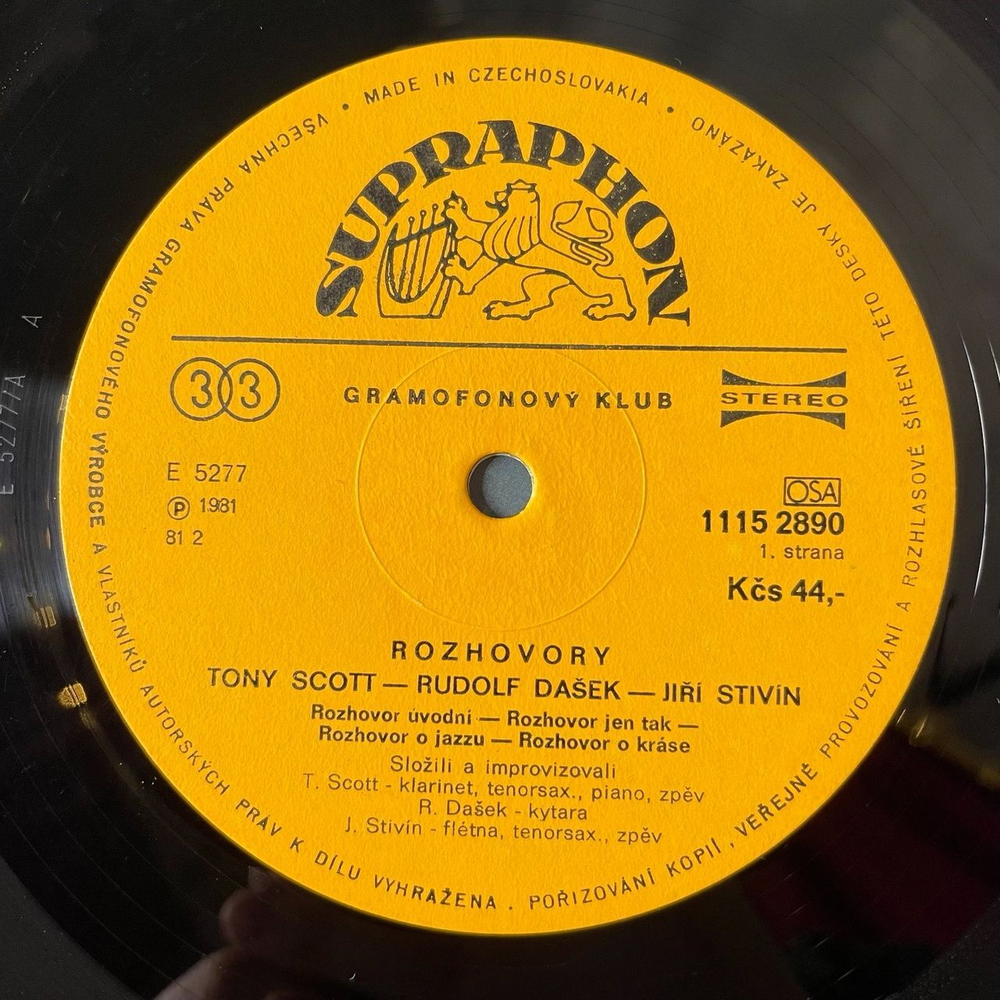 MADE IN CZECHOSLOVAKIA
VŠECHNA PRÁVA GRAMOFONOVÉHO VÝROBCE A VLASTNÍKŮ AUTORSKÝCH PRÁV K DÍLU VYHRAŽENA . POŘIZOVÁNÍ KOPIÍ , VEŘEJNÉ PROVOZOVÁNÍ A ROZHLASOVÉ ŠÍŘENÍ TÉTO DESKY JE ZAKÁZÁNO
SUPRAPHON
33
GRAMOFONOVÝ KLUB
STEREO
E 5277
Ⓟ 1981
81 2
OSA
1115 2890
1. strana
Kčs 44,-
ROZHOVORY
TONY SCOTT — RUDOLF DAŠEK — JIŘÍ STIVÍN
Rozhovor úvodní — Rozhovor jen tak —
Rozhovor o jazzu — Rozhovor o kráse
Složili a improvizovali
T. Scott - klarinet, tenorsax., piano, zpěv
R. Dašek - kytara
J. Stivín - flétna, tenorsax., zpěv
E 5277/A A